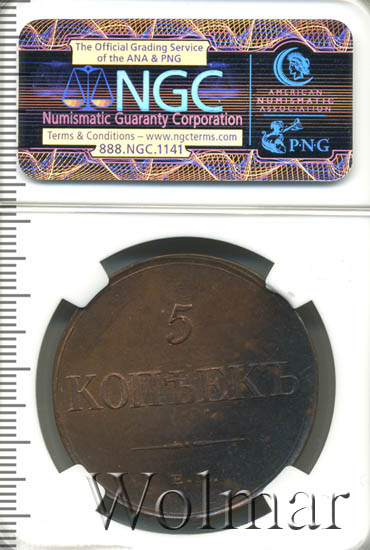 The Official Grading Service
of the ANA & PNG
NGC
Numismatic Guaranty Corporation
Terms & Conditions – www.ngcterms.com
888.NGC.1141
AMERICAN
NUMISMATIC
ASSOCIATION
P·N·G
5
КОПѢЕКЪ
Е.
Wolmar